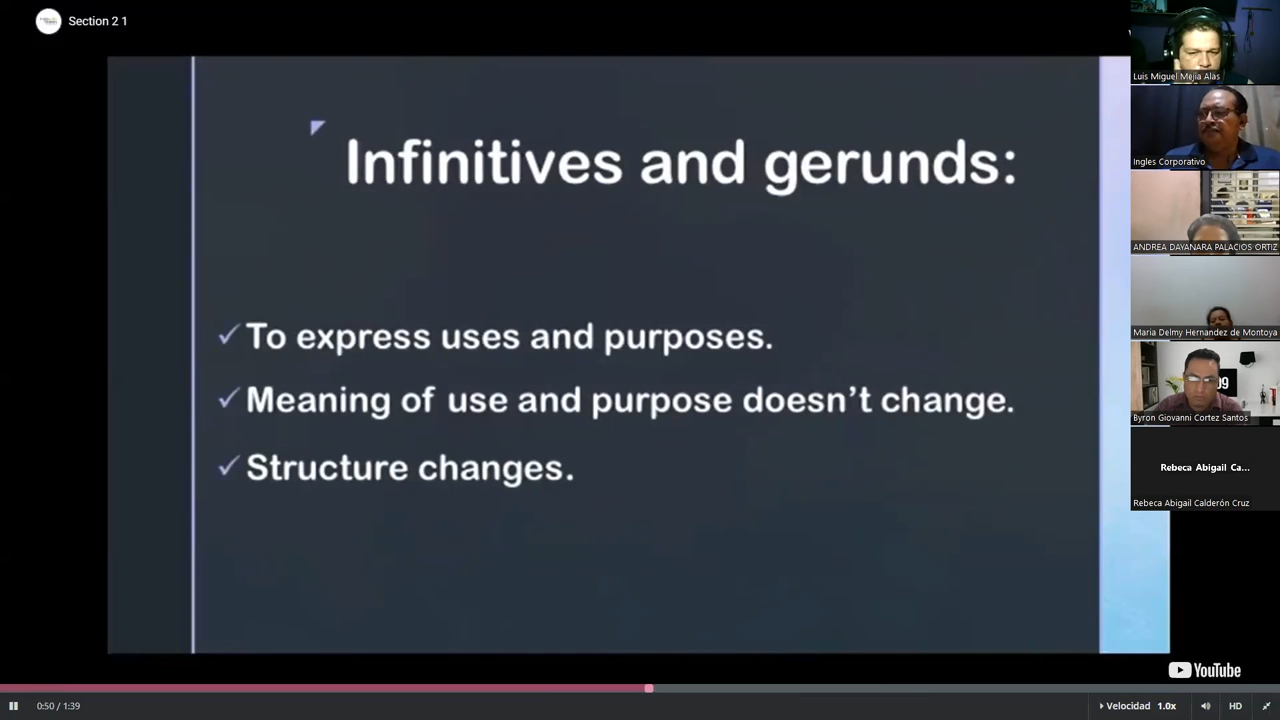 Section 2 1
Infinitives and gerunds:
✓ To express uses and purposes.
✓ Meaning of use and purpose doesn't change.
✓ Structure changes.
Luis Miguel Mejía Alas
Ingles Corporativo
ANDREA DAYANARA PALACIOS ORTIZ
Maria Delmy Hernandez de Montoya
09
Byron Giovanni Cortez Santos
Rebeca Abigail Ca...
Rebeca Abigail Calderón Cruz
YouTube
0:50 / 1:39
Velocidad 1.0x
HD